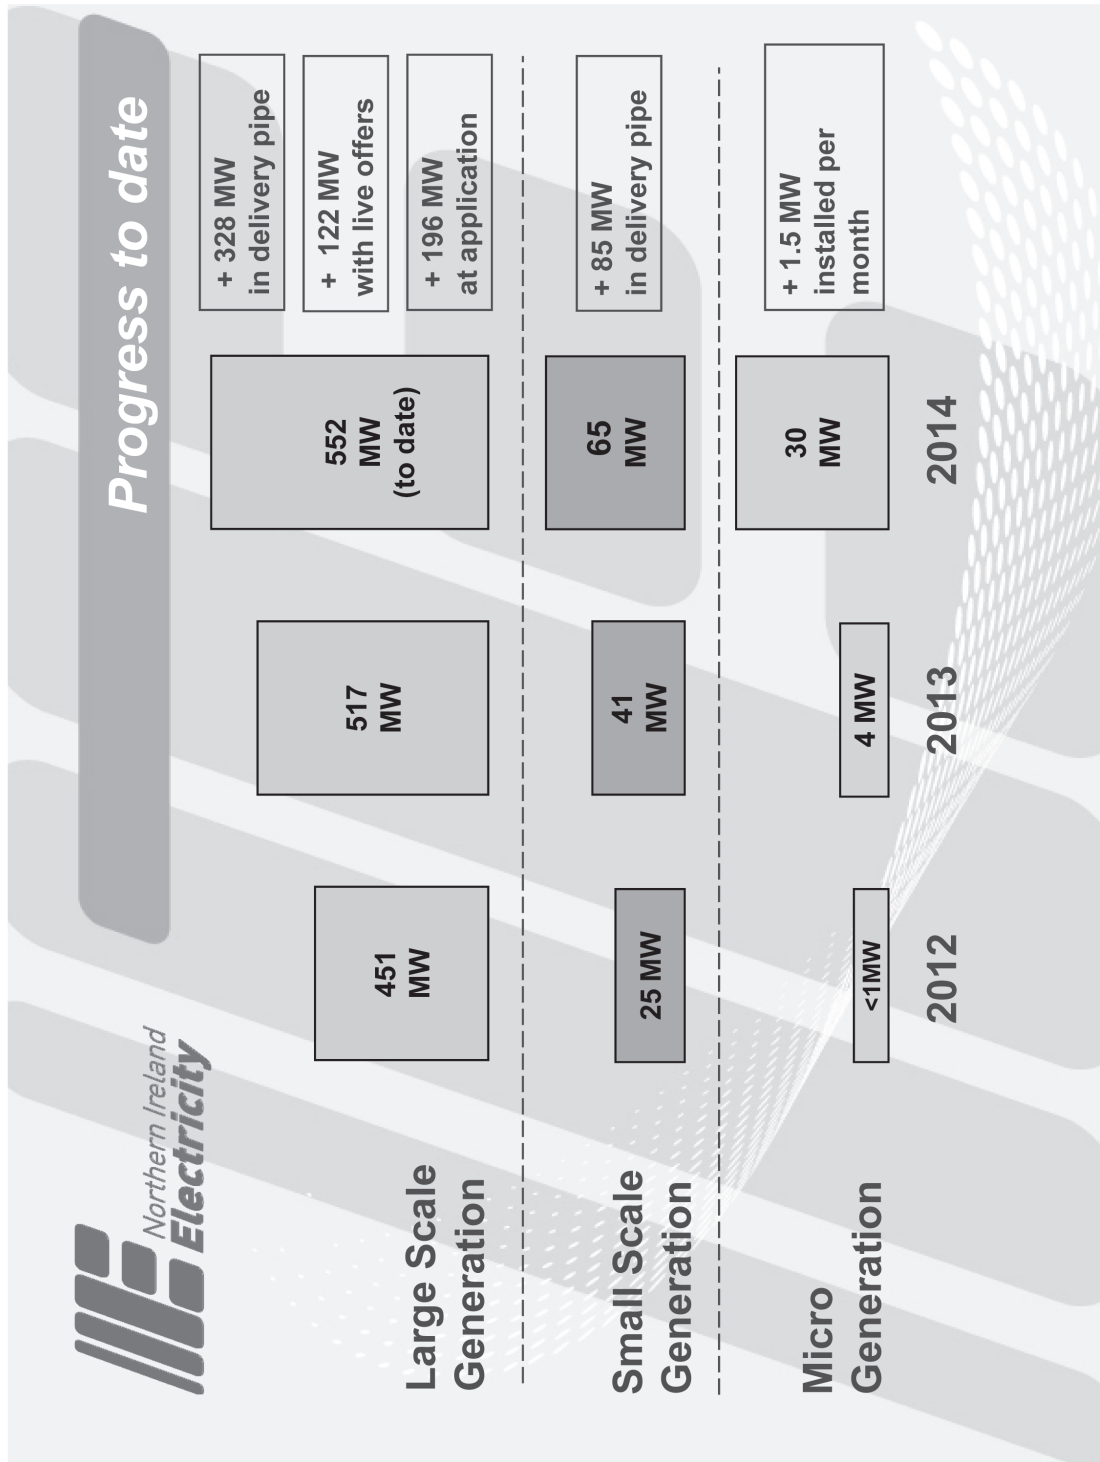 Northern Ireland
Electricity
Progress to date
Large Scale
Generation
451
MW
517
MW
552
MW
(to date)
+ 328 MW
in delivery pipe
+ 122 MW
with live offers
+ 196 MW
at application
Small Scale
Generation
25 MW
41
MW
65
MW
+ 85 MW
in delivery pipe
Micro
Generation
<1MW
4 MW
30
MW
+ 1.5 MW
installed per
month
2012
2013
2014